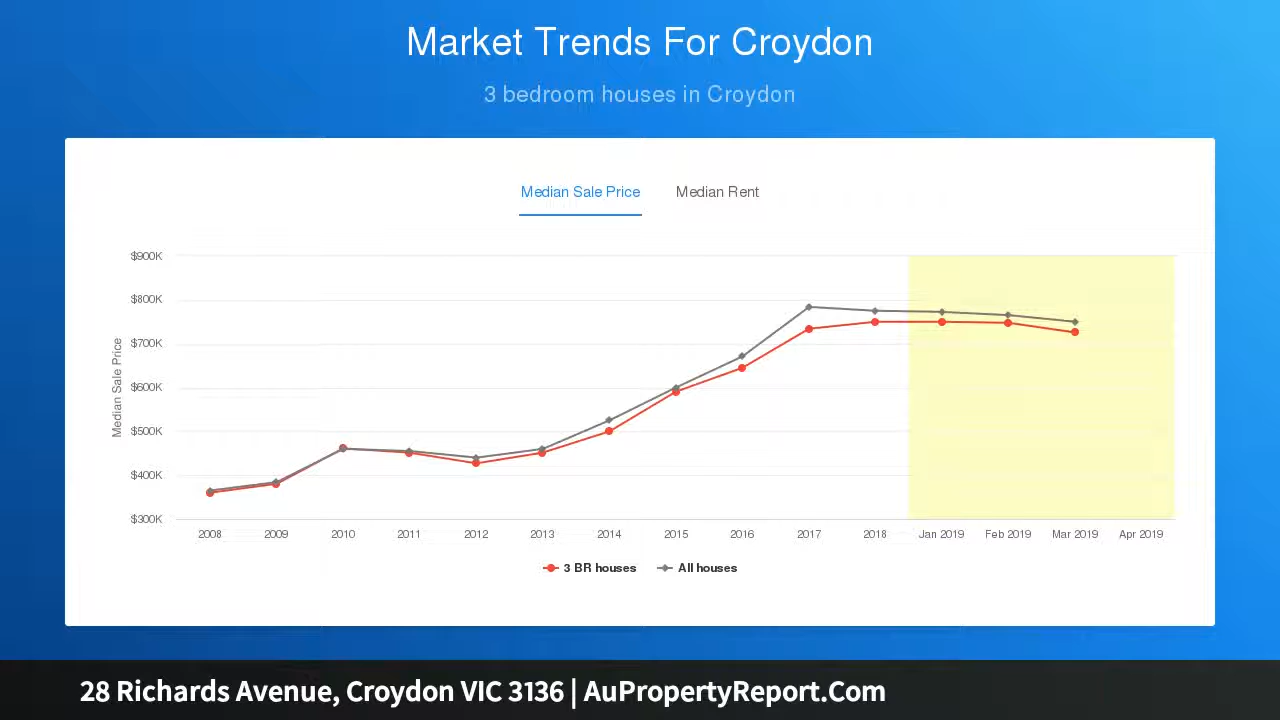 Market Trends For Croydon
3 bedroom houses in Croydon
Median Sale Price Median Rent
Median Sale Price
$900K
$800K
$700K
$600K
$500K
$400K
$300K
2008 2009 2010 2011 2012 2013 2014 2015 2016 2017 2018 Jan 2019 Feb 2019 Mar 2019 Apr 2019
3 BR houses All houses
28 Richards Avenue, Croydon VIC 3136 | AuPropertyReport.Com